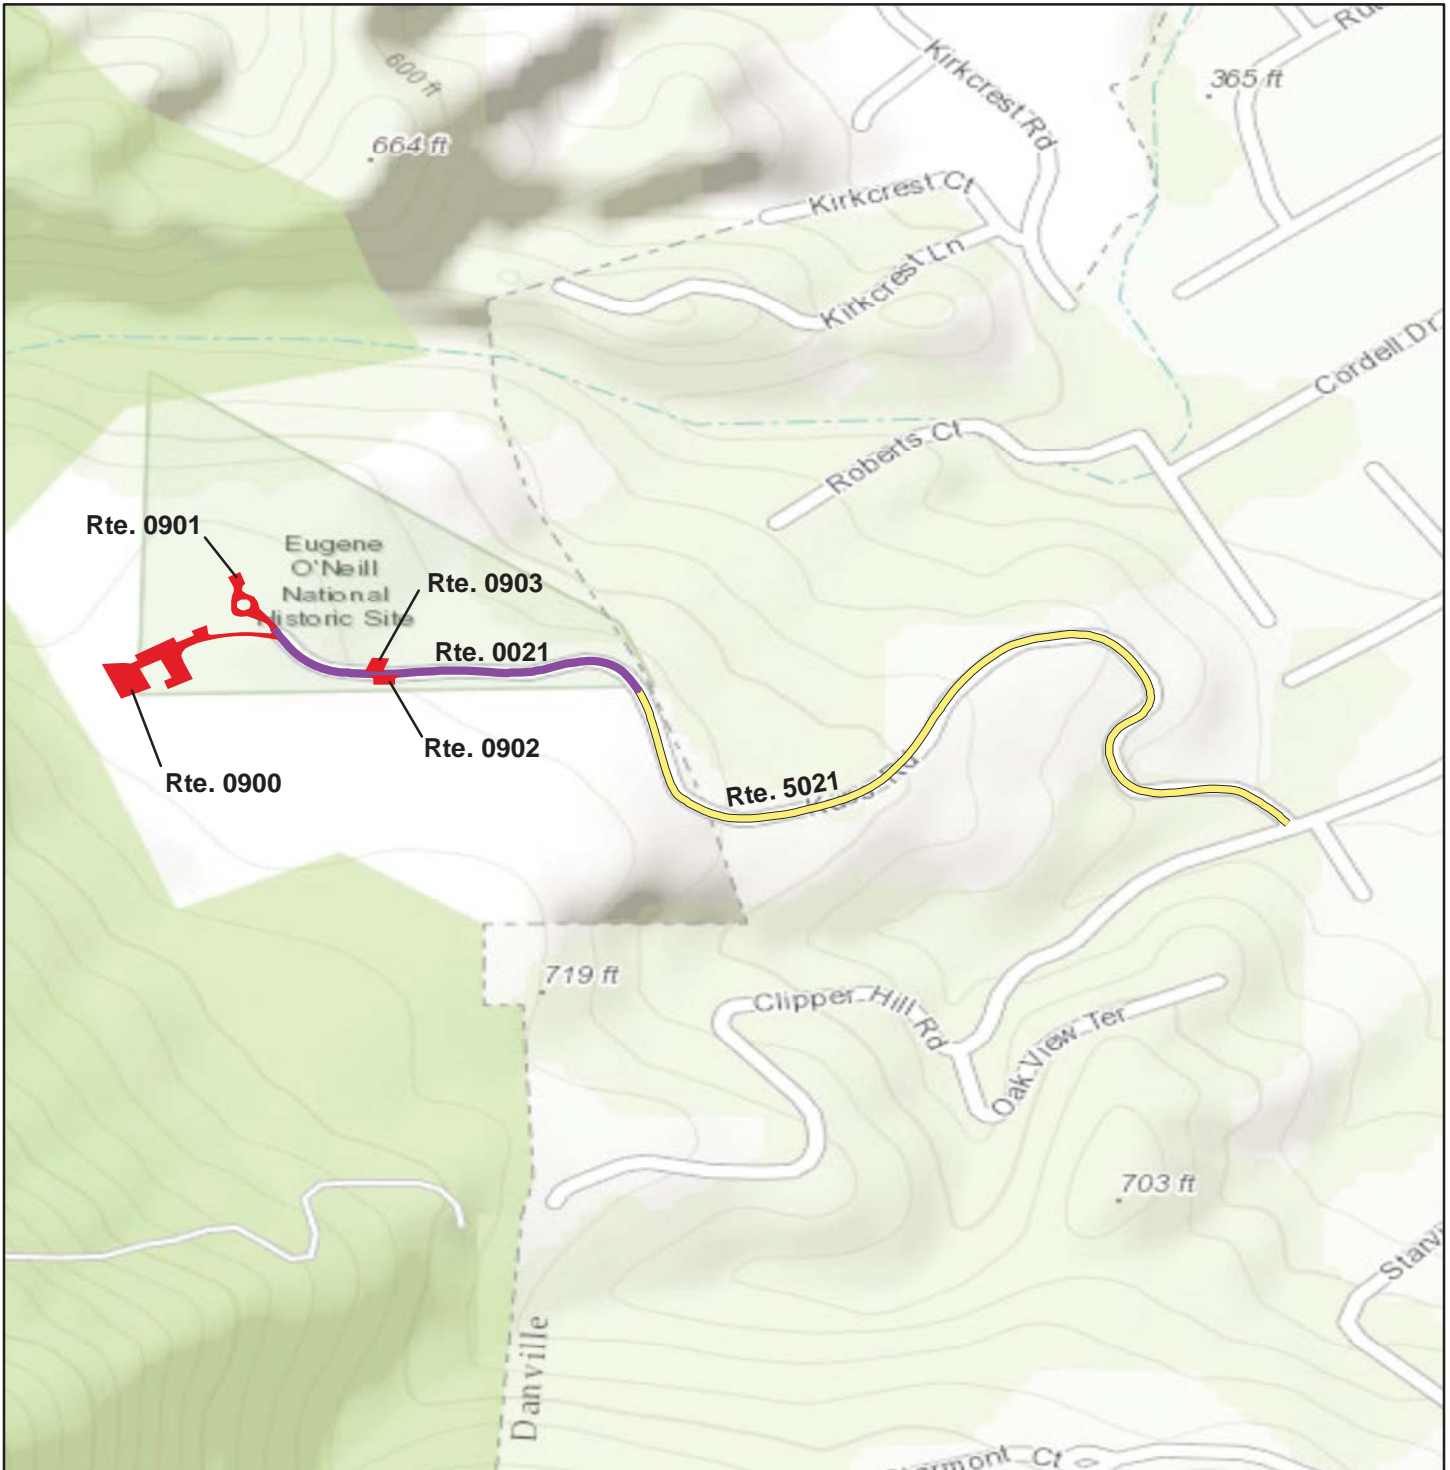 600 ft
664 ft
Kirkcrest Rd
365 ft
Kirkcrest Ct
Kirkcrest Ln
Cordell Dr
Roberts Ct
Rte. 0901
Eugene
O'Neill
National
Historic Site
Rte. 0903
Rte. 0021
Rte. 0902
Rte. 0900
Rte. 5021
Rd
719 ft
Clipper Hill Rd
Oak View Ter
703 ft
Danville
Ct